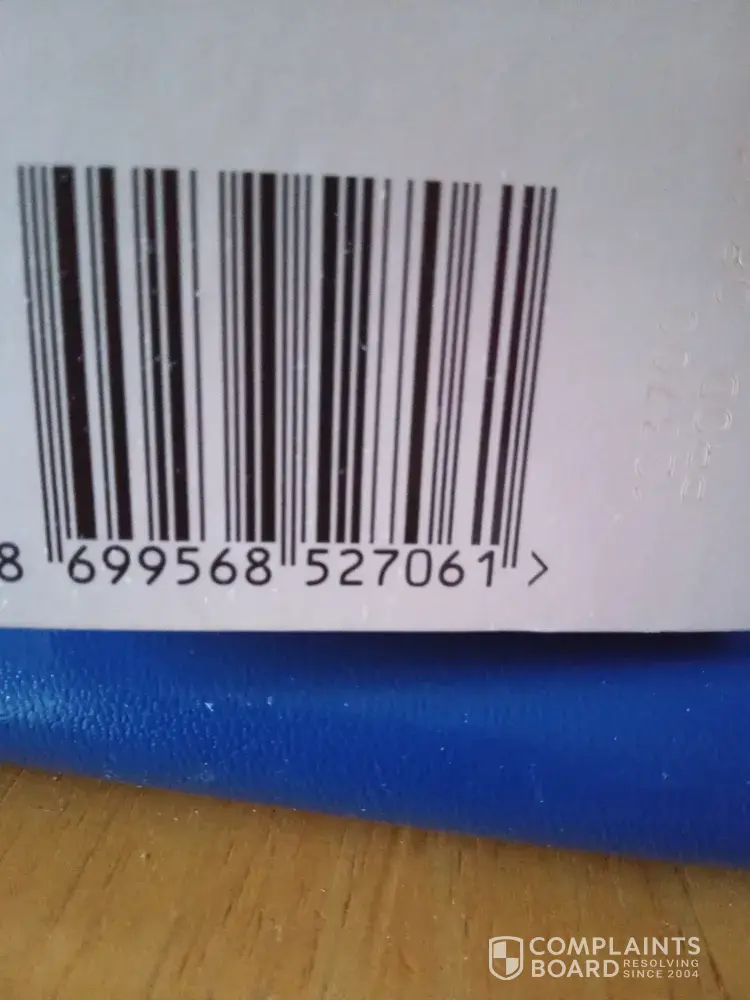 8 699568 527061 >
COMPLAINTS
BOARD RESOLVING
SINCE 2004